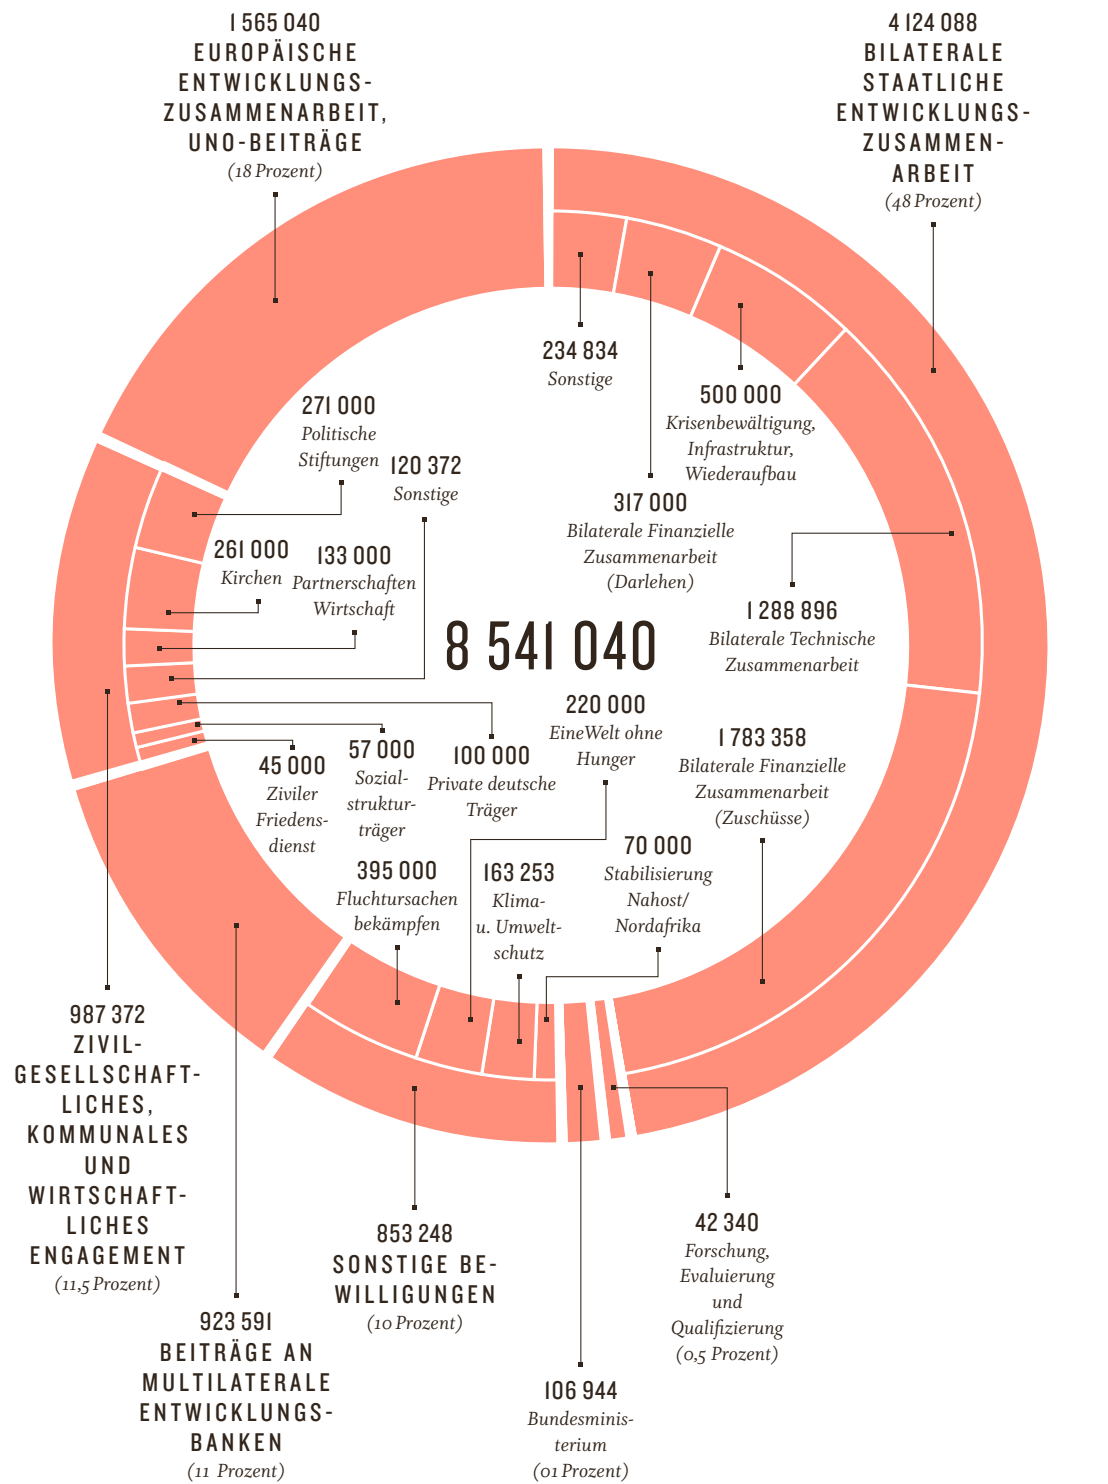 1 565 040
EUROPÄISCHE
ENTWICKLUNGS-
ZUSAMMENARBEIT,
UNO-BEITRÄGE
(18 Prozent)
4 124 088
BILATERALE
STAATLICHE
ENTWICKLUNGS-
ZUSAMMEN-
ARBEIT
(48 Prozent)
234 834
Sonstige
500 000
Krisenbewältigung,
Infrastruktur,
Wiederaufbau
271 000
Politische
Stiftungen
120 372
Sonstige
317 000
Bilaterale Finanzielle
Zusammenarbeit
(Darlehen)
261 000
Kirchen
133 000
Partnerschaften
Wirtschaft
1 288 896
Bilaterale Technische
Zusammenarbeit
8 541 040
220 000
EineWelt ohne
Hunger
1 783 358
Bilaterale Finanzielle
Zusammenarbeit
(Zuschüsse)
45 000
Ziviler
Friedens-
dienst
57 000
Sozial-
struktur-
träger
100 000
Private deutsche
Träger
70 000
Stabilisierung
Nahost/
Nordafrika
395 000
Fluchtursachen
bekämpfen
163 253
Klima-
u. Umwelt-
schutz
987 372
ZIVIL-
GESELLSCHAFT-
LICHES,
KOMMUNALES
UND
WIRTSCHAFT-
LICHES
ENGAGEMENT
(11,5 Prozent)
923 591
BEITRÄGE AN
MULTILATERALE
ENTWICKLUNGS-
BANKEN
(11 Prozent)
853 248
SONSTIGE BE-
WILLIGUNGEN
(10 Prozent)
42 340
Forschung,
Evaluierung
und
Qualifizierung
(0,5 Prozent)
106 944
Bundesminis-
terium
(01 Prozent)